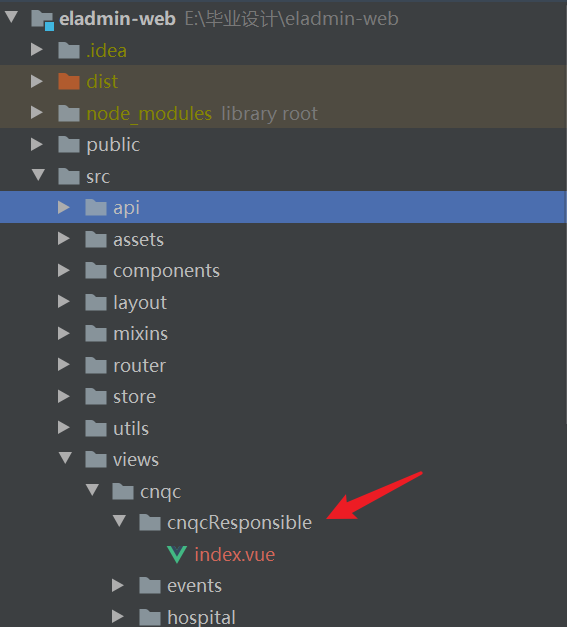 eladmin-web E:\毕业设计\eladmin-web
.idea
dist
node_modules library root
public
src
api
assets
components
layout
mixins
router
store
utils
views
cnqc
cnqcResponsible
index.vue
events
hospital